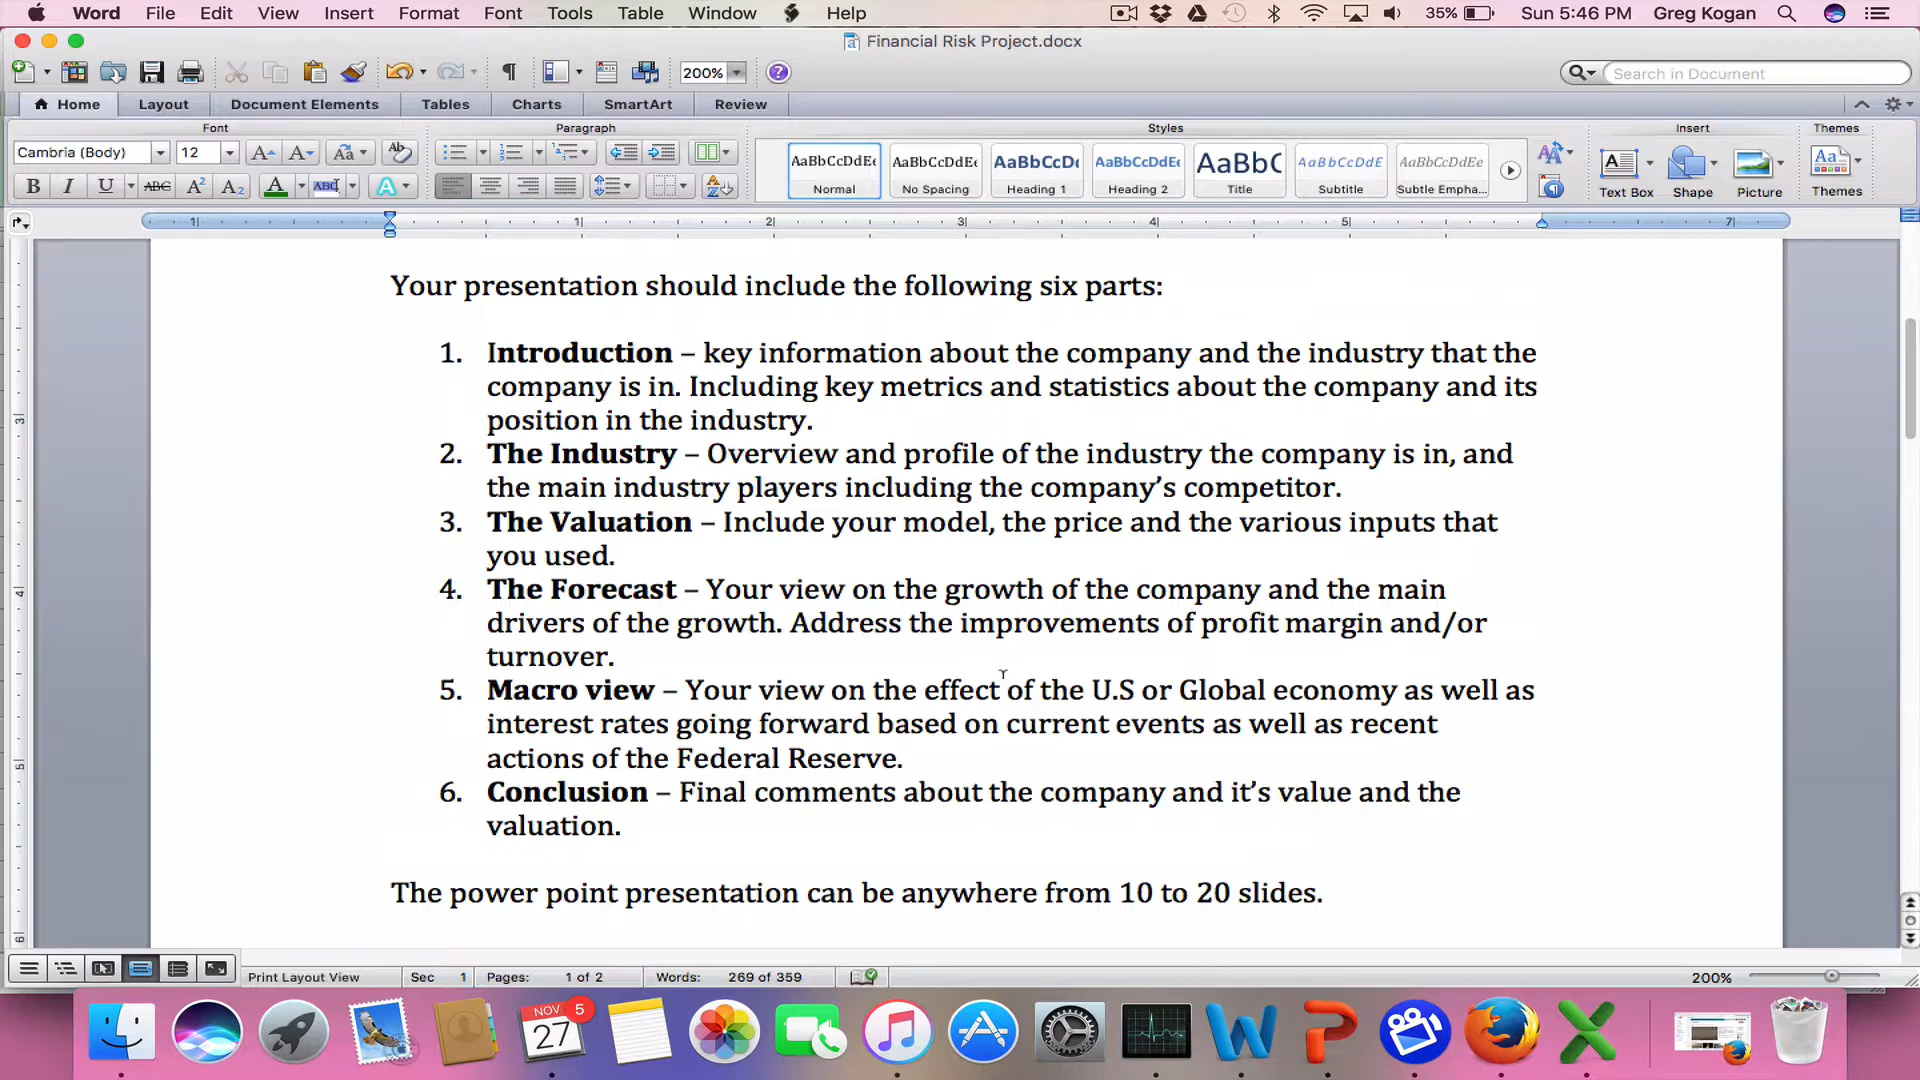 Word File Edit View Insert Format Font Tools Table Window Help 35% Sun 5:46 PM Greg Kogan
Financial Risk Project.docx
200% Search in Document
Home Layout Document Elements Tables Charts SmartArt Review
Font Paragraph Styles Insert Themes
Cambria (Body) 12
AaBbCcDdEe AaBbCcDdEe AaBbCcDc AaBbCcDdEe AaBbC AaBbCcDdE AaBbCcDdEe
Normal No Spacing Heading 1 Heading 2 Title Subtitle Subtle Empha... Text Box Shape Picture Themes
1 1 2 3 4 5 7
Your presentation should include the following six parts:
1. Introduction – key information about the company and the industry that the
company is in. Including key metrics and statistics about the company and its
position in the industry.
2. The Industry – Overview and profile of the industry the company is in, and
the main industry players including the company’s competitor.
3. The Valuation – Include your model, the price and the various inputs that
you used.
4. The Forecast – Your view on the growth of the company and the main
drivers of the growth. Address the improvements of profit margin and/or
turnover.
5. Macro view – Your view on the effect of the U.S or Global economy as well as
interest rates going forward based on current events as well as recent
actions of the Federal Reserve.
6. Conclusion – Final comments about the company and it’s value and the
valuation.
The power point presentation can be anywhere from 10 to 20 slides.
Print Layout View Sec 1 Pages: 1 of 2 Words: 269 of 359 200%
NOV 27 5